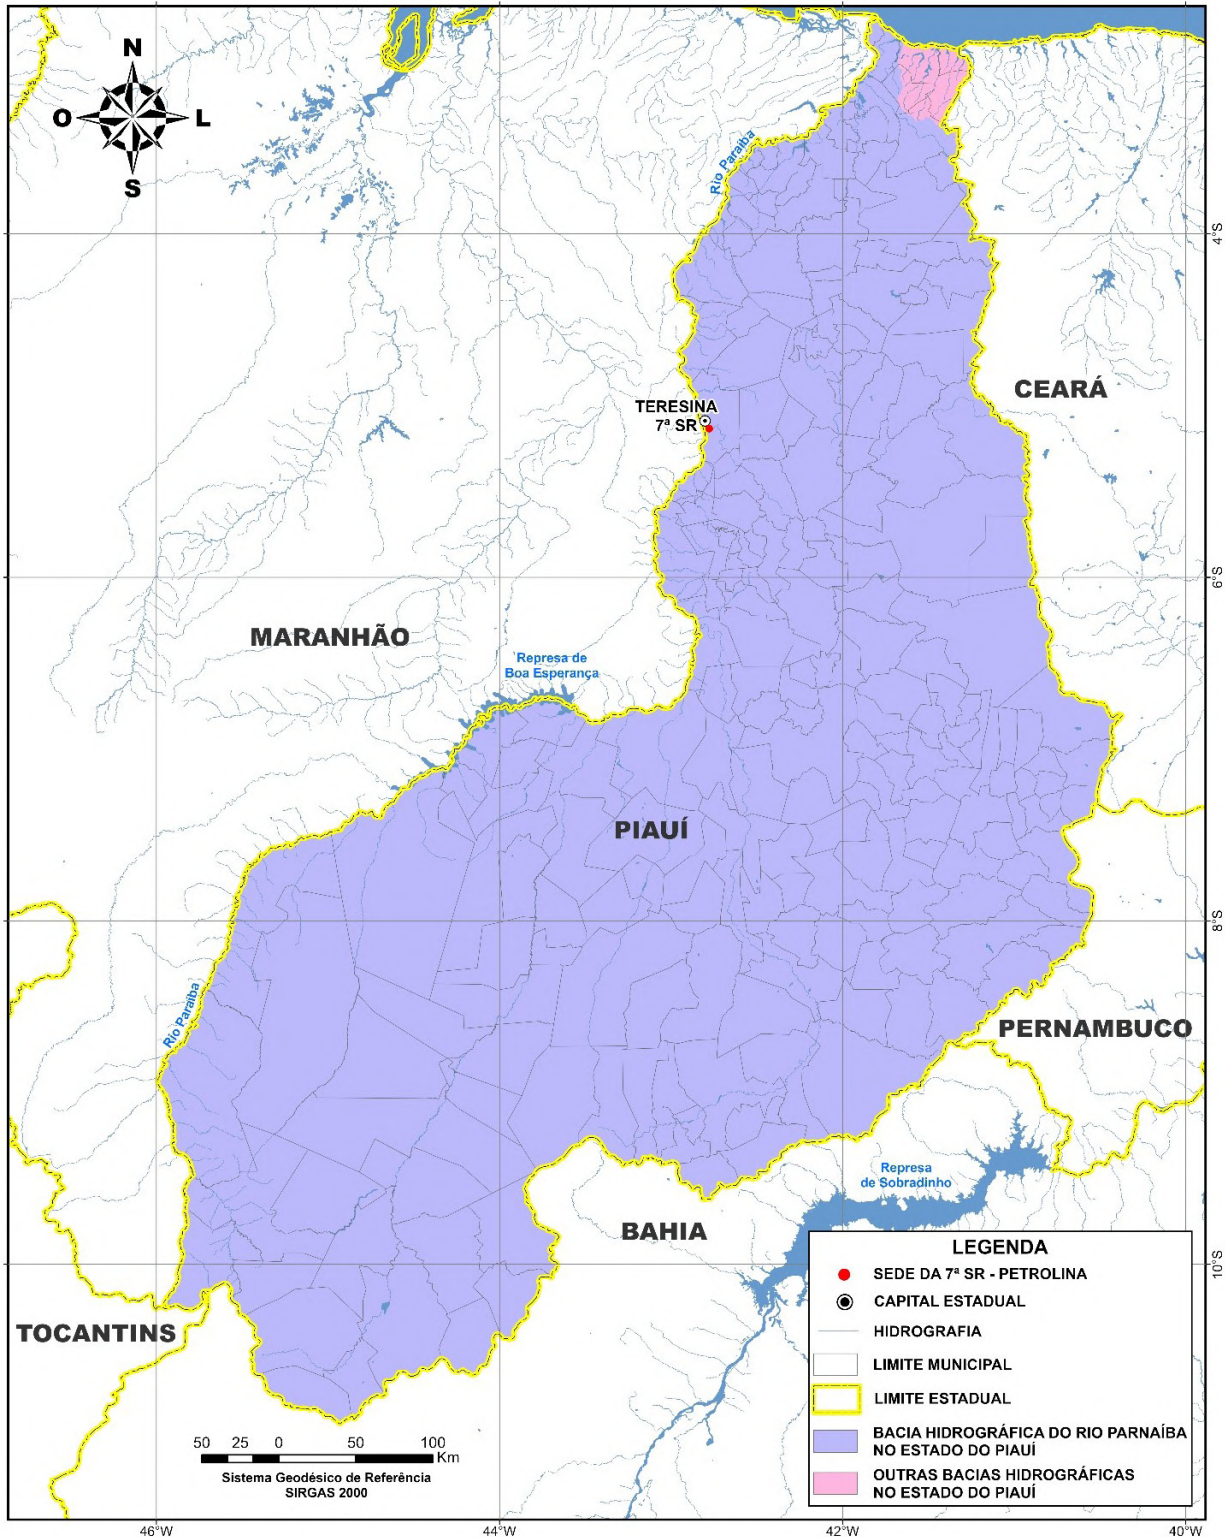 N
O
L
S
Rio Paraíba
4°S
CEARÁ
TERESINA
7ª SR
6°S
MARANHÃO
Represa de
Boa Esperança
PIAUÍ
8°S
Rio Paraíba
PERNAMBUCO
Represa
de Sobradinho
BAHIA
10°S
TOCANTINS
LEGENDA
SEDE DA 7ª SR - PETROLINA
CAPITAL ESTADUAL
HIDROGRAFIA
LIMITE MUNICIPAL
LIMITE ESTADUAL
BACIA HIDROGRÁFICA DO RIO PARNAÍBA
NO ESTADO DO PIAUÍ
OUTRAS BACIAS HIDROGRÁFICAS
NO ESTADO DO PIAUÍ
50 25 0 50 100
Km
Sistema Geodésico de Referência
SIRGAS 2000
46°W 44°W 42°W 40°W